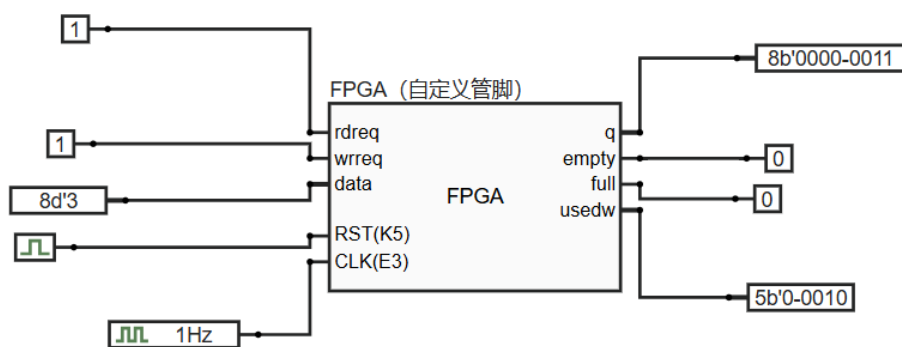 1
8b'0000-0011
FPGA（自定义管脚）
rdreq
q
1
wrreq
empty
0
data
full
0
8d'3
FPGA
usedw
RST(K5)
CLK(E3)
5b'0-0010
1Hz